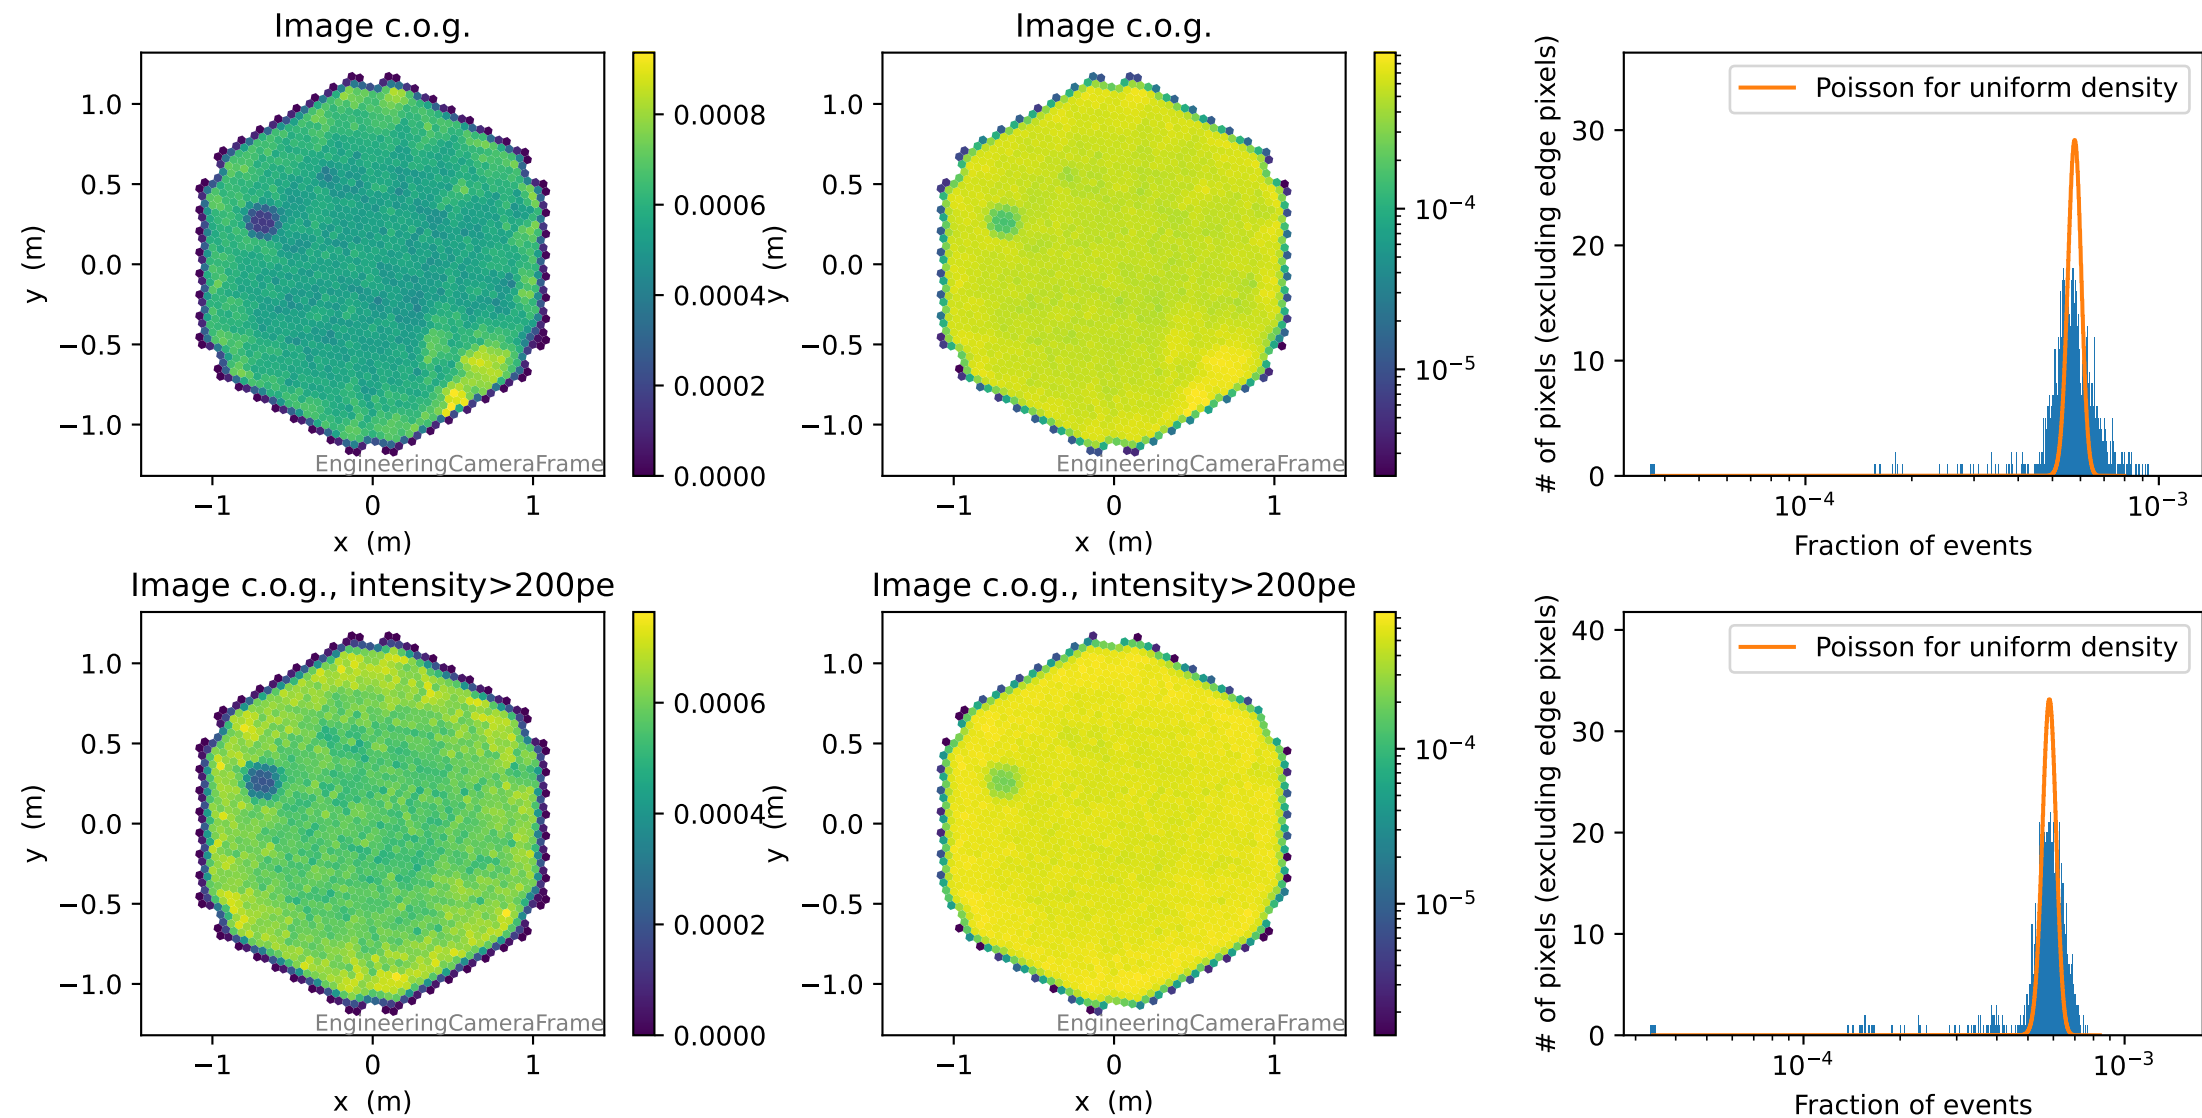 Image c.o.g.
y (m)
1.0
0.5
0.0
−0.5
−1.0
−1
0
1
x (m)
EngineeringCameraFrame
0.0008
0.0006
0.0004
0.0002
0.0000
Image c.o.g.
y (m)
1.0
0.5
0.0
−0.5
−1.0
−1
0
1
x (m)
EngineeringCameraFrame
10⁻⁴
10⁻⁵
# of pixels (excluding edge pixels)
30
20
10
0
Poisson for uniform density
10⁻⁴
10⁻³
Fraction of events
Image c.o.g., intensity>200pe
y (m)
1.0
0.5
0.0
−0.5
−1.0
−1
0
1
x (m)
EngineeringCameraFrame
0.0006
0.0004
0.0002
0.0000
Image c.o.g., intensity>200pe
y (m)
1.0
0.5
0.0
−0.5
−1.0
−1
0
1
x (m)
EngineeringCameraFrame
10⁻⁴
10⁻⁵
# of pixels (excluding edge pixels)
40
30
20
10
0
Poisson for uniform density
10⁻⁴
10⁻³
Fraction of events